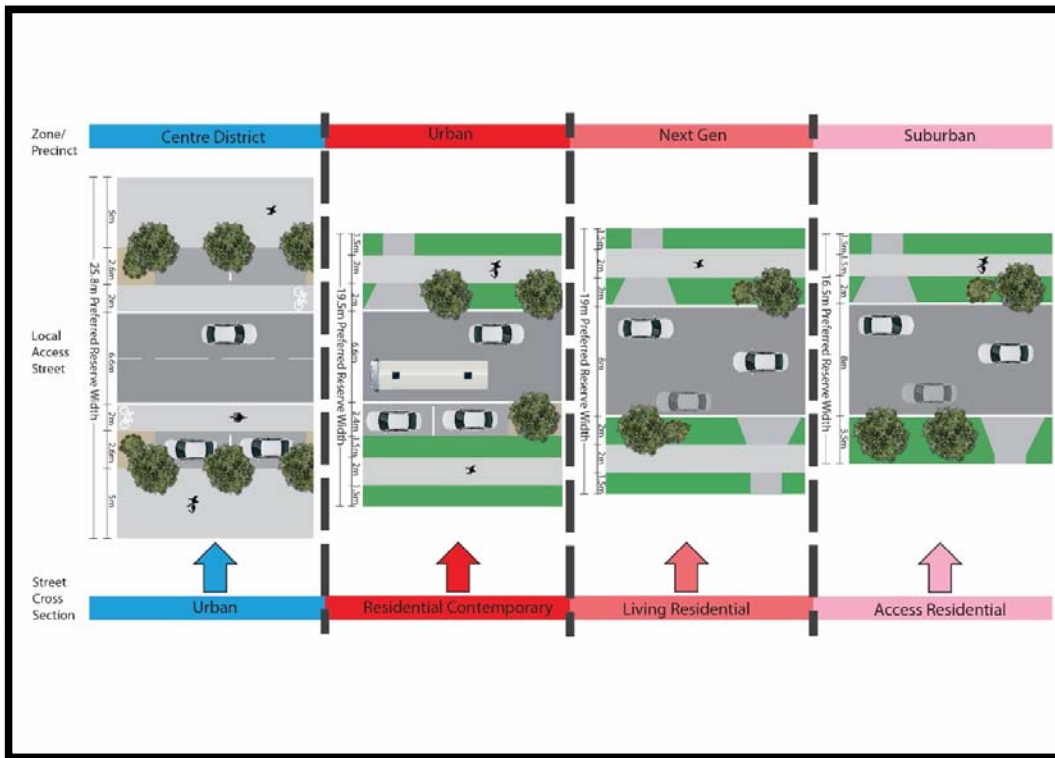 Zone/
Precinct
Centre District
Urban
Next Gen
Suburban
Local
Access
Street
25.8m Preferred Reserve Width
5m
2.6m
2m
6.6m
2m
2.6m
5m
19.5m Preferred Reserve Width
1.5m
2m
2m
6.6m
2.4m
1.5m
2m
1.5m
19m Preferred Reserve Width
1.5m
2m
2m
8m
2m
2m
1.5m
16.5m Preferred Reserve Width
1.5m
1.5m
2m
8m
3.5m
Street
Cross
Section
Urban
Residential Contemporary
Living Residential
Access Residential